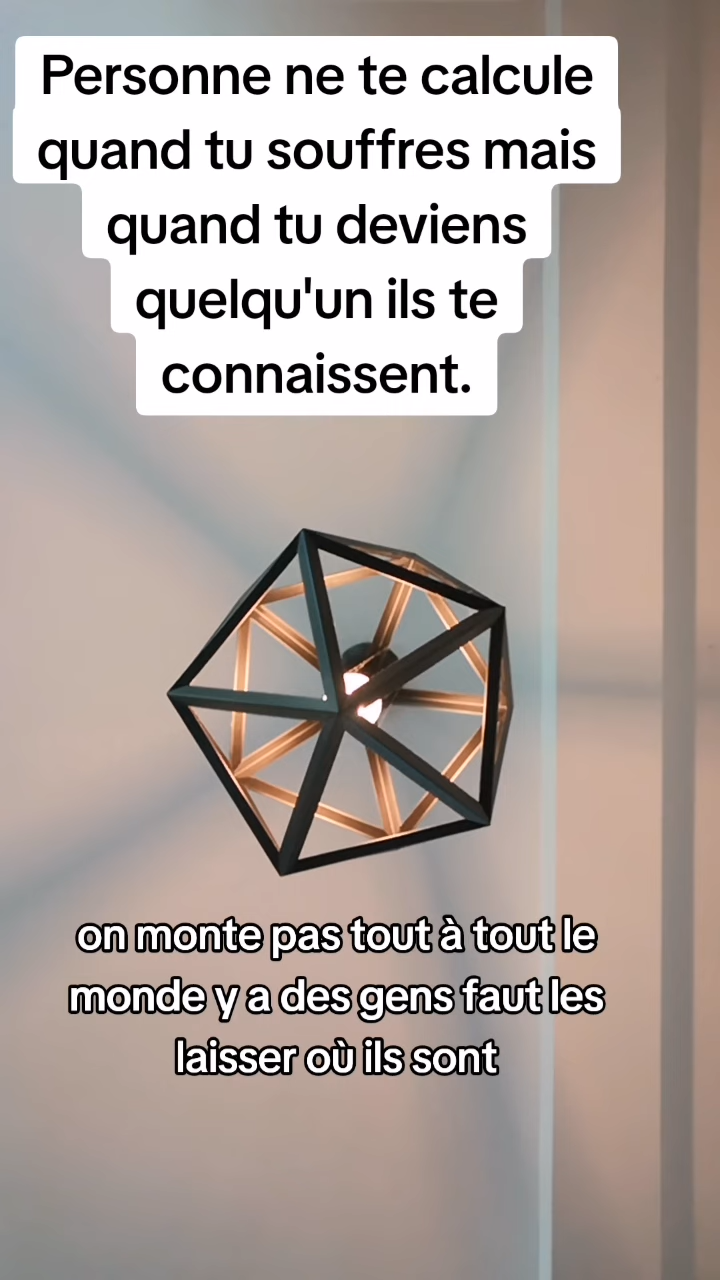 Personne ne te calcule
quand tu souffres mais
quand tu deviens
quelqu'un ils te
connaissent.
on monte pas tout à tout le
monde y a des gens faut les
laisser où ils sont